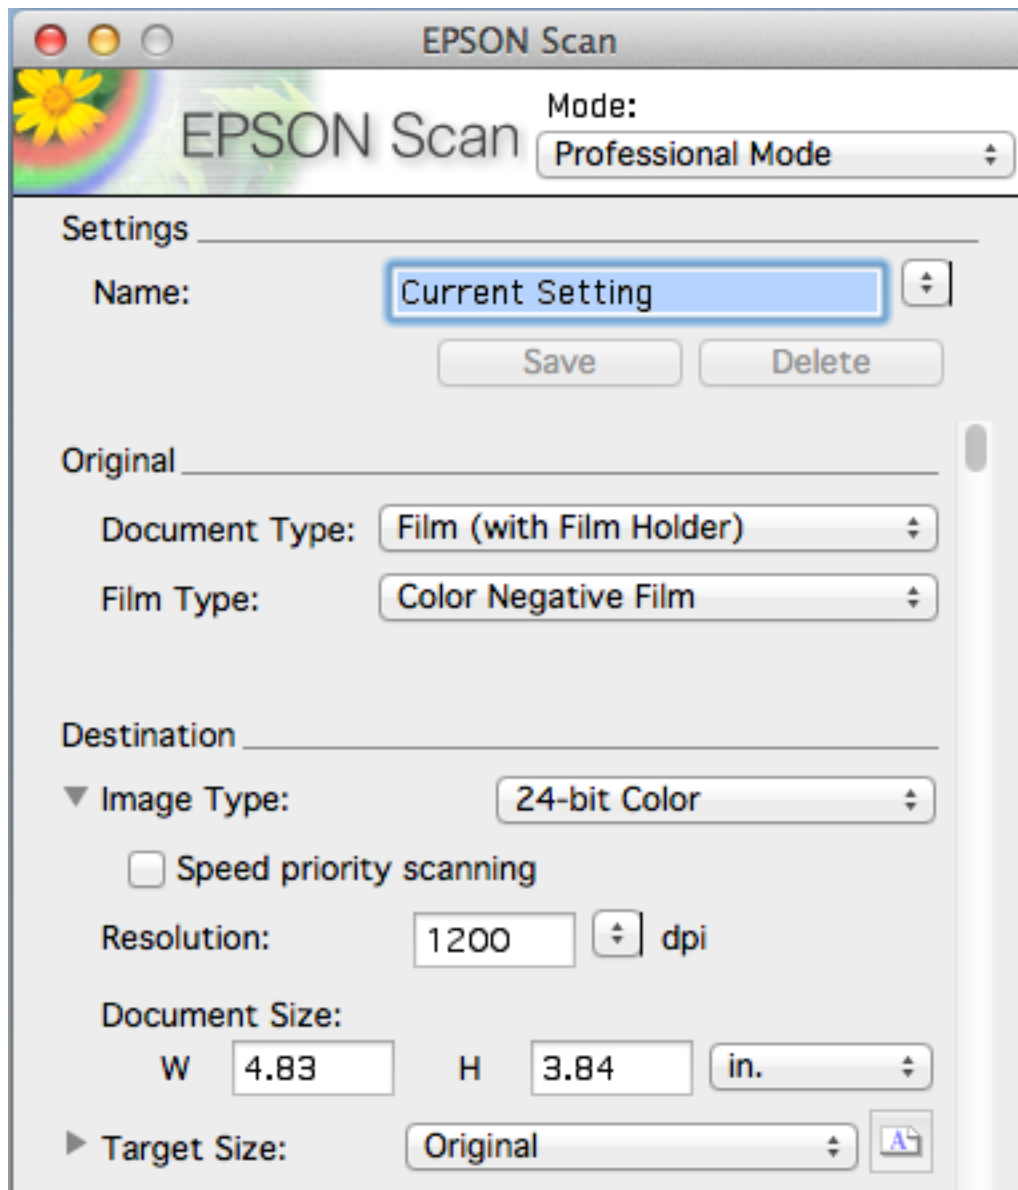 EPSON Scan
EPSON Scan
Mode:
Professional Mode
Settings
Name: Current Setting
Save Delete
Original
Document Type: Film (with Film Holder)
Film Type: Color Negative Film
Destination
Image Type: 24-bit Color
Speed priority scanning
Resolution: 1200 dpi
Document Size:
W 4.83 H 3.84 in.
Target Size: Original A